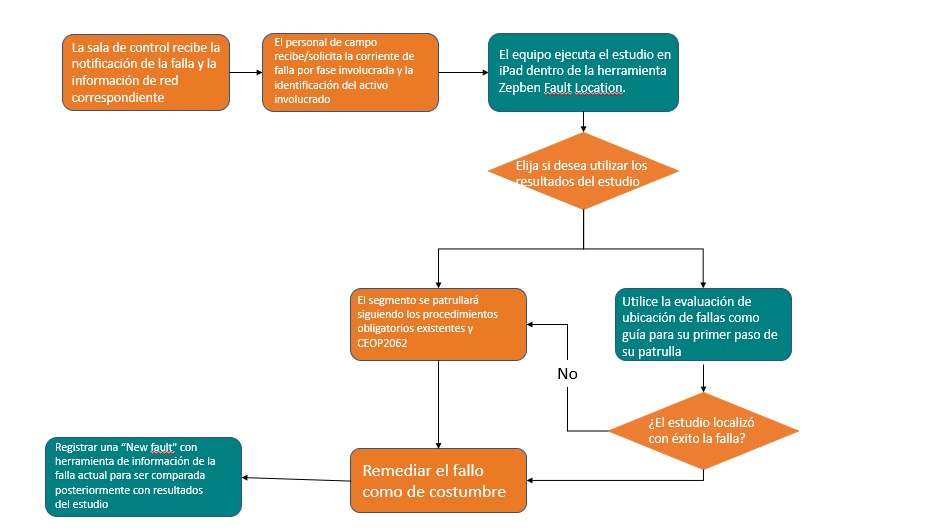 La sala de control recibe la
notificación de la falla y la
información de red
correspondiente
El personal de campo
recibe/solicita la corriente de
falla por fase involucrada y la
identificación del activo
involucrado
El equipo ejecuta el estudio en
iPad dentro de la herramienta
Zepben Fault Location.
Elija si desea utilizar los
resultados del estudio
El segmento se patrullará
siguiendo los procedimientos
obligatorios existentes y
CEOP2062
Utilice la evaluación de
ubicación de fallas como
guía para su primer paso de
su patrulla
No
¿El estudio localizó
con éxito la falla?
Remediar el fallo
como de costumbre
Registrar una “New fault" con
herramienta de información de la
falla actual para ser comparada
posteriormente con resultados
del estudio